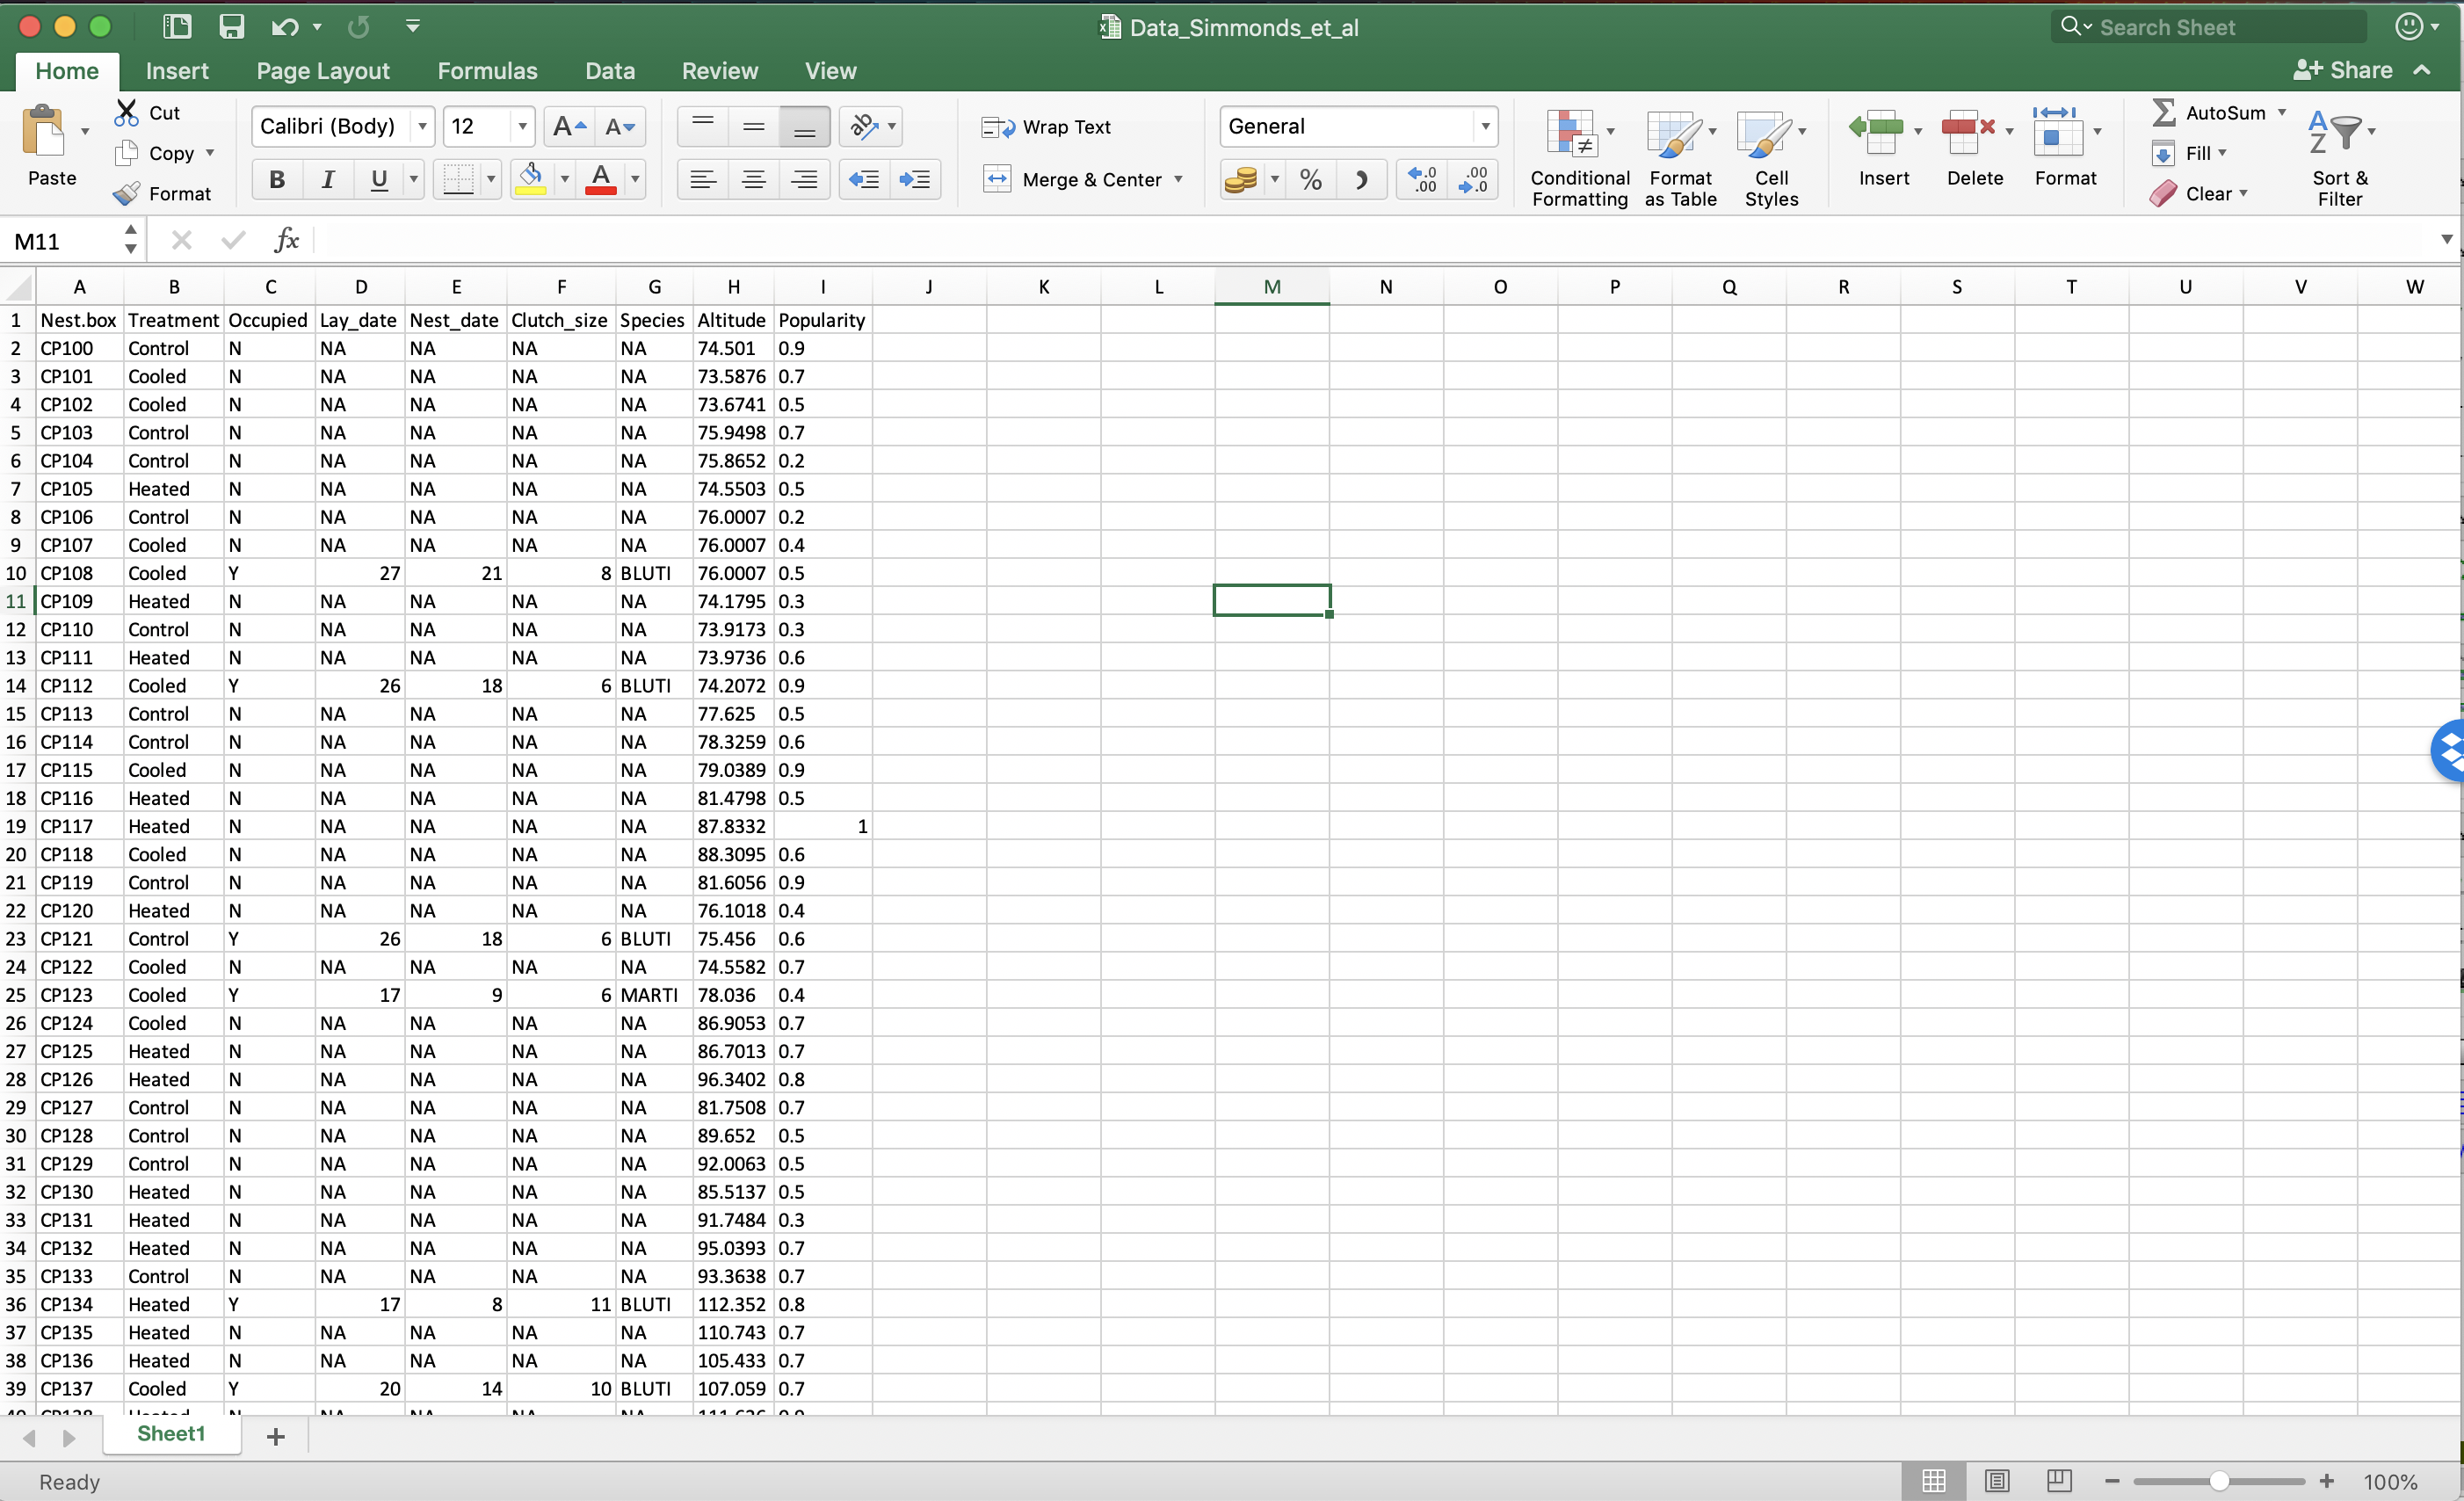 Data_Simmonds_et_al
Search Sheet
Home Insert Page Layout Formulas Data Review View
Share
Paste
Cut
Copy
Format
Calibri (Body) 12
B I U
Wrap Text
Merge & Center
General
Conditional Formatting
Format as Table
Cell Styles
Insert
Delete
Format
AutoSum
Fill
Clear
Sort & Filter
M11 fx
A B C D E F G H I J K L M N O P Q R S T U V W
1 Nest.box Treatment Occupied Lay_date Nest_date Clutch_size Species Altitude Popularity
2 CP100 Control N NA NA NA NA 74.501 0.9
3 CP101 Cooled N NA NA NA NA 73.5876 0.7
4 CP102 Cooled N NA NA NA NA 73.6741 0.5
5 CP103 Control N NA NA NA NA 75.9498 0.7
6 CP104 Control N NA NA NA NA 75.8652 0.2
7 CP105 Heated N NA NA NA NA 74.5503 0.5
8 CP106 Control N NA NA NA NA 76.0007 0.2
9 CP107 Cooled N NA NA NA NA 76.0007 0.4
10 CP108 Cooled Y 27 21 8 BLUTI 76.0007 0.5
11 CP109 Heated N NA NA NA NA 74.1795 0.3
12 CP110 Control N NA NA NA NA 73.9173 0.3
13 CP111 Heated N NA NA NA NA 73.9736 0.6
14 CP112 Cooled Y 26 18 6 BLUTI 74.2072 0.9
15 CP113 Control N NA NA NA NA 77.625 0.5
16 CP114 Control N NA NA NA NA 78.3259 0.6
17 CP115 Cooled N NA NA NA NA 79.0389 0.9
18 CP116 Heated N NA NA NA NA 81.4798 0.5
19 CP117 Heated N NA NA NA NA 87.8332 1
20 CP118 Cooled N NA NA NA NA 88.3095 0.6
21 CP119 Control N NA NA NA NA 81.6056 0.9
22 CP120 Heated N NA NA NA NA 76.1018 0.4
23 CP121 Control Y 26 18 6 BLUTI 75.456 0.6
24 CP122 Cooled N NA NA NA NA 74.5582 0.7
25 CP123 Cooled Y 17 9 6 MARTI 78.036 0.4
26 CP124 Cooled N NA NA NA NA 86.9053 0.7
27 CP125 Heated N NA NA NA NA 86.7013 0.7
28 CP126 Heated N NA NA NA NA 96.3402 0.8
29 CP127 Control N NA NA NA NA 81.7508 0.7
30 CP128 Control N NA NA NA NA 89.652 0.5
31 CP129 Control N NA NA NA NA 92.0063 0.5
32 CP130 Heated N NA NA NA NA 85.5137 0.5
33 CP131 Heated N NA NA NA NA 91.7484 0.3
34 CP132 Heated N NA NA NA NA 95.0393 0.7
35 CP133 Control N NA NA NA NA 93.3638 0.7
36 CP134 Heated Y 17 8 11 BLUTI 112.352 0.8
37 CP135 Heated N NA NA NA NA 110.743 0.7
38 CP136 Heated N NA NA NA NA 105.433 0.7
39 CP137 Cooled Y 20 14 10 BLUTI 107.059 0.7
Sheet1
Ready 100%